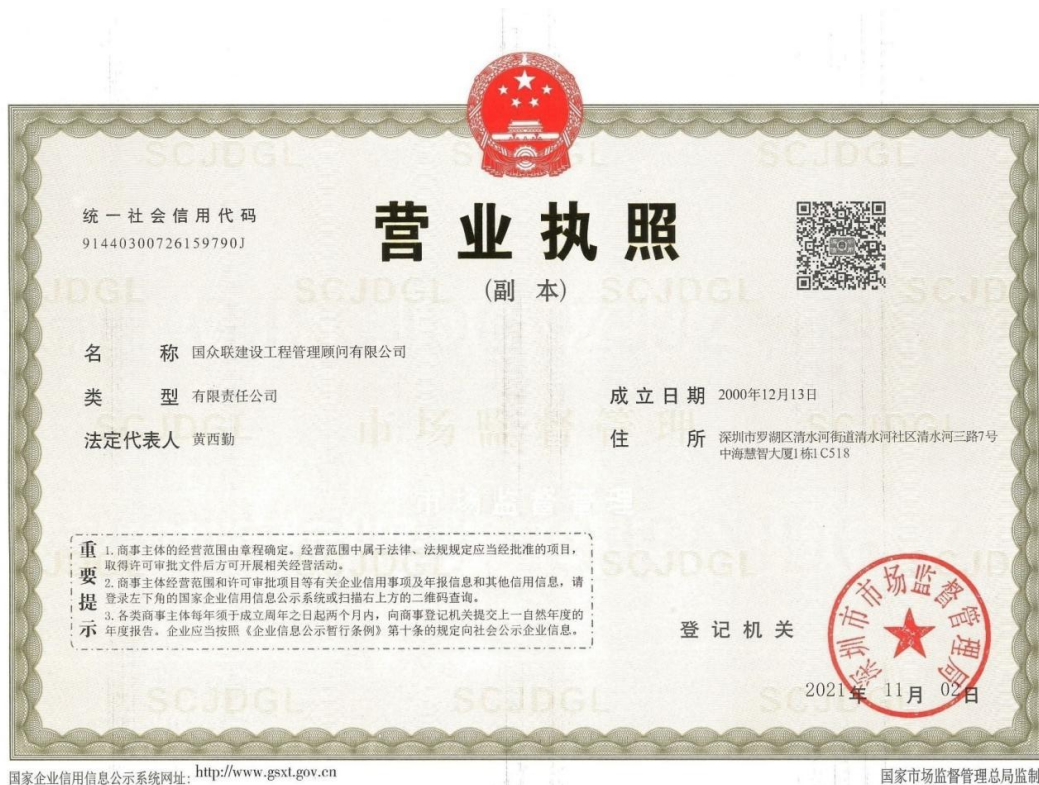 统一社会信用代码
91440300726159790J
营业执照
(副 本)
名 称 国众联建设工程管理顾问有限公司
类 型 有限责任公司
法定代表人 黄西勤
成立日期 2000年12月13日
住 所 深圳市罗湖区清水河街道清水河社区清水河三路7号
中海慧智大厦1栋1C518
重要提示
1. 商事主体的经营范围由章程确定。经营范围中属于法律、法规规定应当经批准的项目，
取得许可审批文件后方可开展相关经营活动。
2. 商事主体经营范围和许可审批项目等有关企业信用事项及年报信息和其他信用信息，请
登录左下角的国家企业信用信息公示系统或扫描右上方的二维码查询。
3. 各类商事主体每年须于成立周年之日起两个月内，向商事登记机关提交上一自然年度的
年度报告。企业应当按照《企业信息公示暂行条例》第十条的规定向社会公示企业信息。
登记机关
深圳市市场监督管理局
2021年 11月 02日
国家企业信用信息公示系统网址: http://www.gsxt.gov.cn
国家市场监督管理总局监制
SCJDGL
市场监督管理